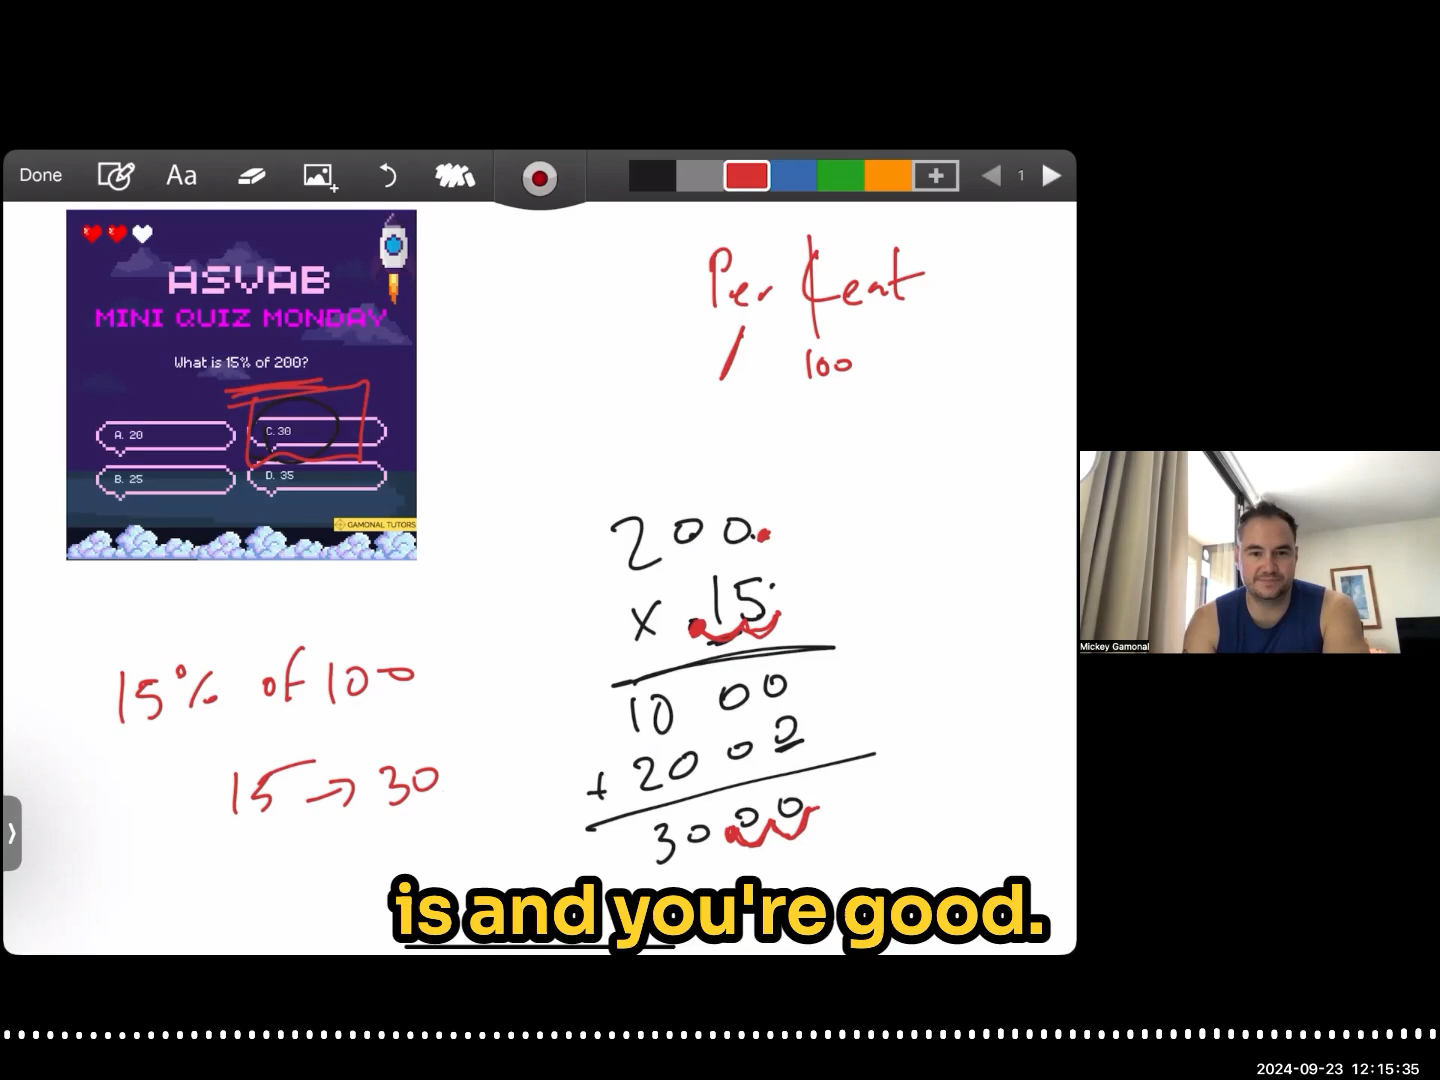 Done
Aa
1
ASVAB
MINI QUIZ MONDAY
What is 15% of 200?
A. 20
C. 30
B. 25
D. 35
GAMONAL TUTORS
Per Cent
/ 100
200.
x .15
1000
+ 2000
3000
15% of 100
15 → 30
Mickey Gamonal
is and you're good.
2024-09-23 12:15:35